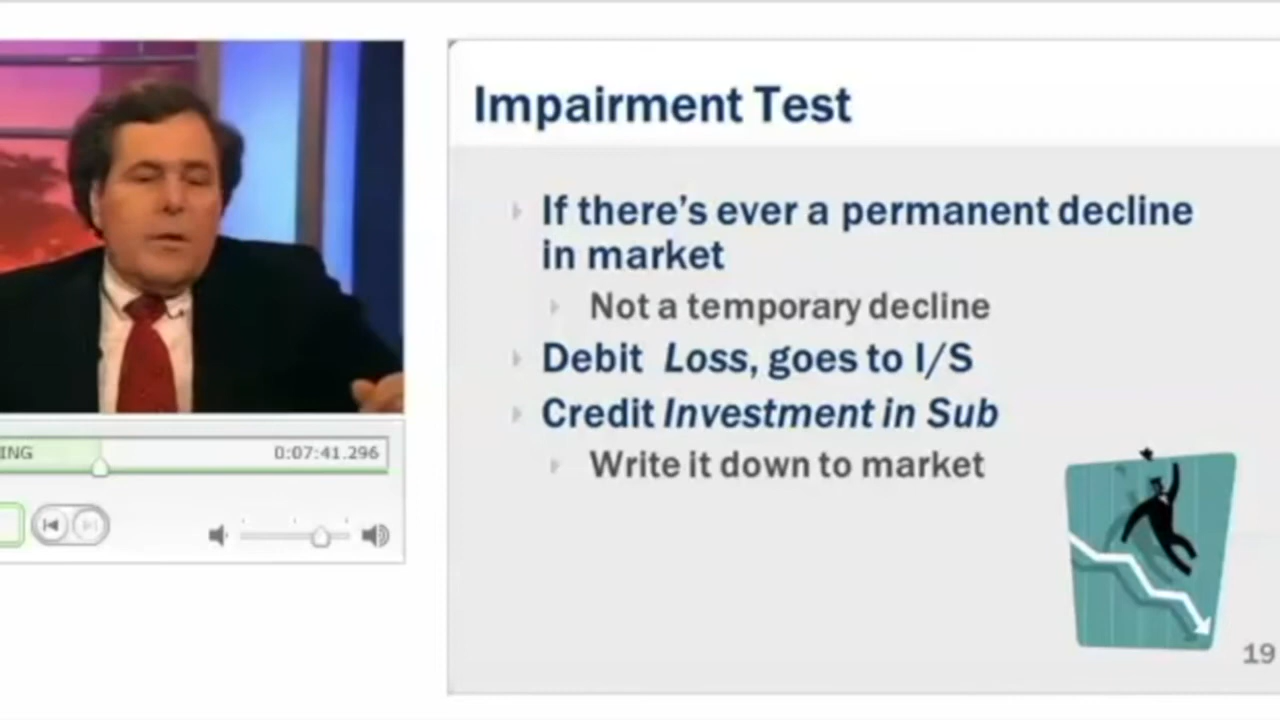 Impairment Test
If there's ever a permanent decline
in market
Not a temporary decline
Debit Loss, goes to I/S
Credit Investment in Sub
Write it down to market
ING
0:07:41.296
19